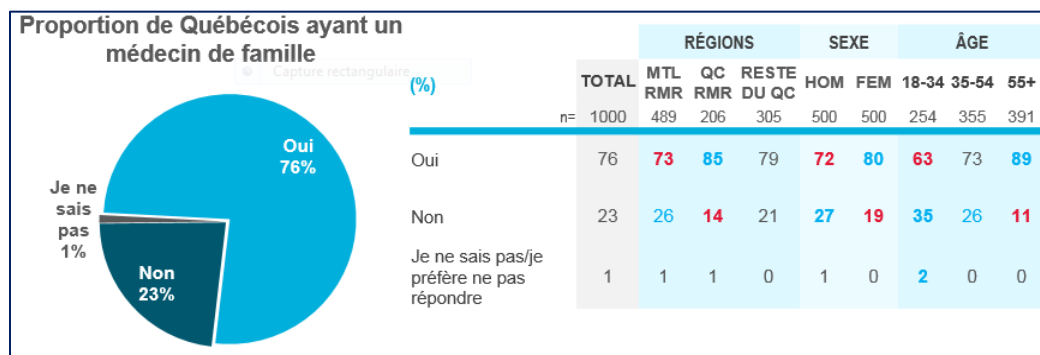 Proportion de Québécois ayant un
médecin de famille
Capture rectangulaire
Oui
76%
Je ne
sais
pas
1%
Non
23%
RÉGIONS SEXE ÂGE
(%) TOTAL MTL RMR QC RMR RESTE DU QC HOM FEM 18-34 35-54 55+
n= 1000 489 206 305 500 500 254 355 391
Oui 76 73 85 79 72 80 63 73 89
Non 23 26 14 21 27 19 35 26 11
Je ne sais pas/je
préfère ne pas 1 1 1 0 1 0 2 0 0
répondre